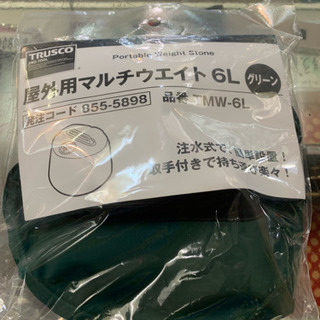 TRUSCO
Portable Weight Stone
屋外用マルチウエイト 6L グリーン
発注コード 855-5898 品番 TMW-6L
注水式で簡単設置！
取手付きで持ち運び楽々！